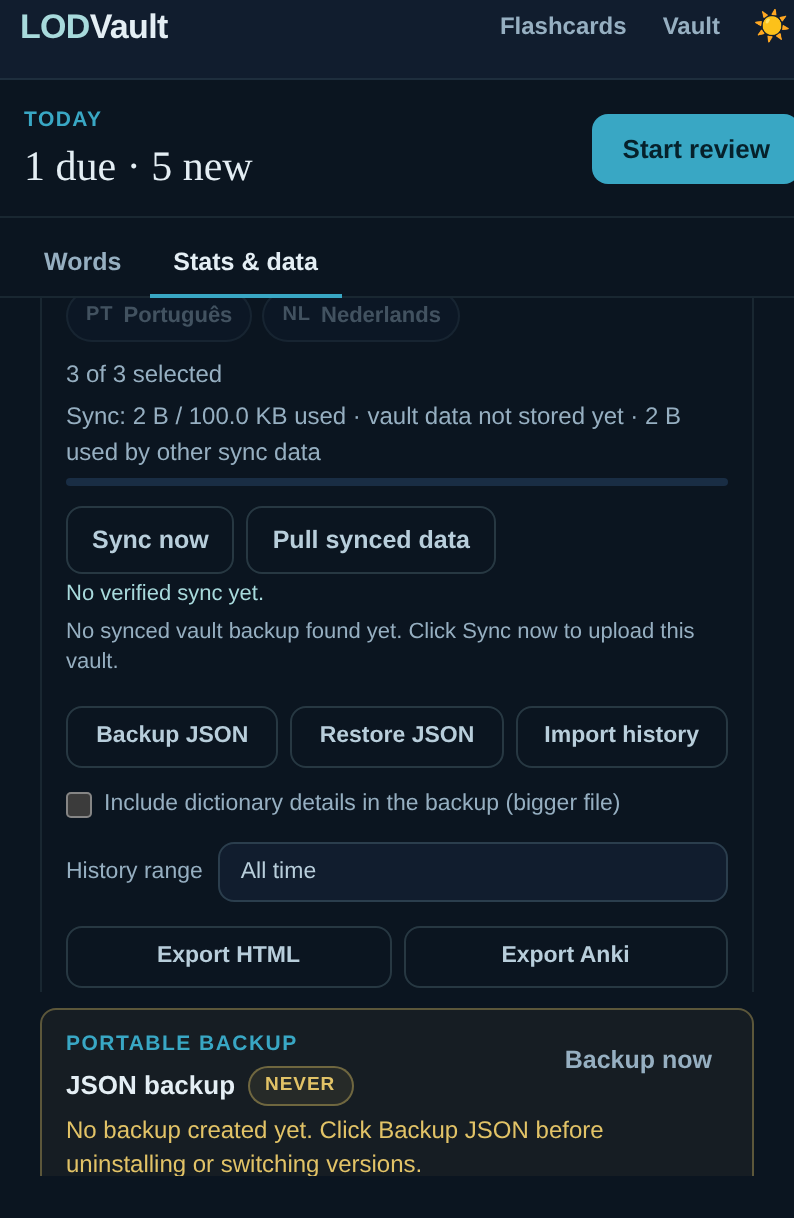 LODVault
Flashcards
Vault
TODAY
1 due · 5 new
Start review
Words
Stats & data
PT Português
NL Nederlands
3 of 3 selected
Sync: 2 B / 100.0 KB used · vault data not stored yet · 2 B
used by other sync data
Sync now
Pull synced data
No verified sync yet.
No synced vault backup found yet. Click Sync now to upload this
vault.
Backup JSON
Restore JSON
Import history
Include dictionary details in the backup (bigger file)
History range
All time
Export HTML
Export Anki
PORTABLE BACKUP
Backup now
JSON backup
NEVER
No backup created yet. Click Backup JSON before
uninstalling or switching versions.